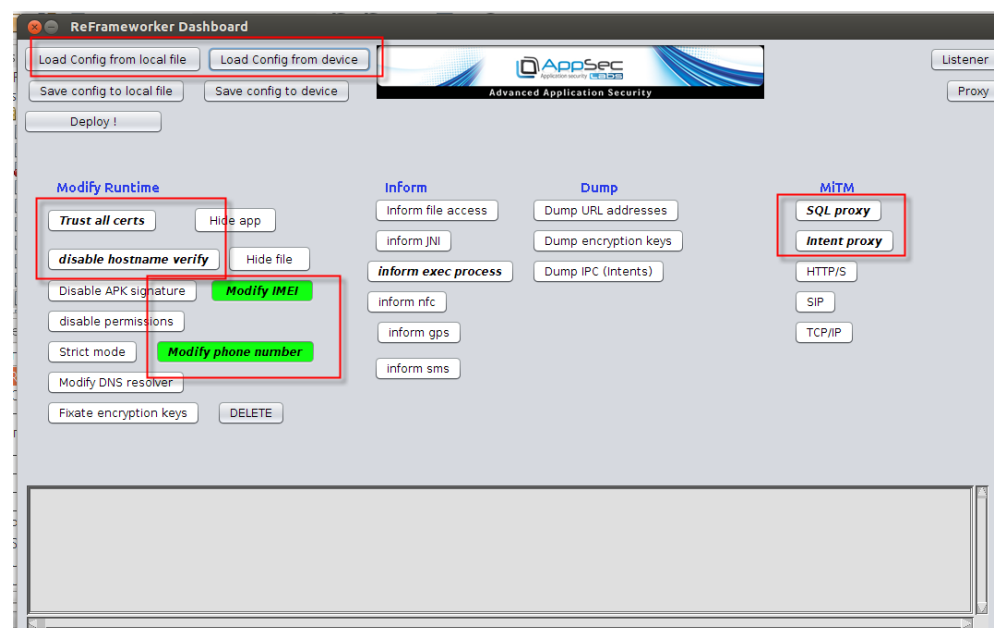 ReFrameworker Dashboard
Load Config from local file
Load Config from device
Save config to local file
Save config to device
Deploy !
AppSec
Application security LABS
Advanced Application Security
Listener
Proxy
Modify Runtime
Trust all certs
Hide app
disable hostname verify
Hide file
Disable APK signature
Modify IMEI
disable permissions
Strict mode
Modify phone number
Modify DNS resolver
Fixate encryption keys
DELETE
Inform
Inform file access
inform JNI
inform exec process
inform nfc
inform gps
inform sms
Dump
Dump URL addresses
Dump encryption keys
Dump IPC (Intents)
MiTM
SQL proxy
Intent proxy
HTTP/S
SIP
TCP/IP